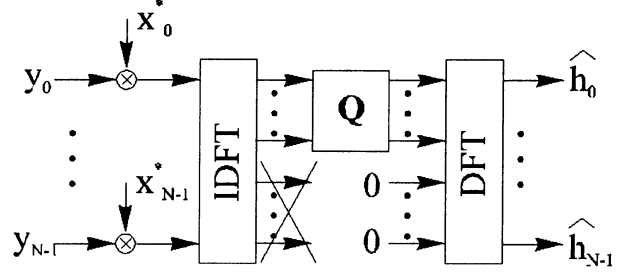 x*0
y0
IDFT
Q
DFT
ĥ0
x*N-1
0
yN-1
0
ĥN-1